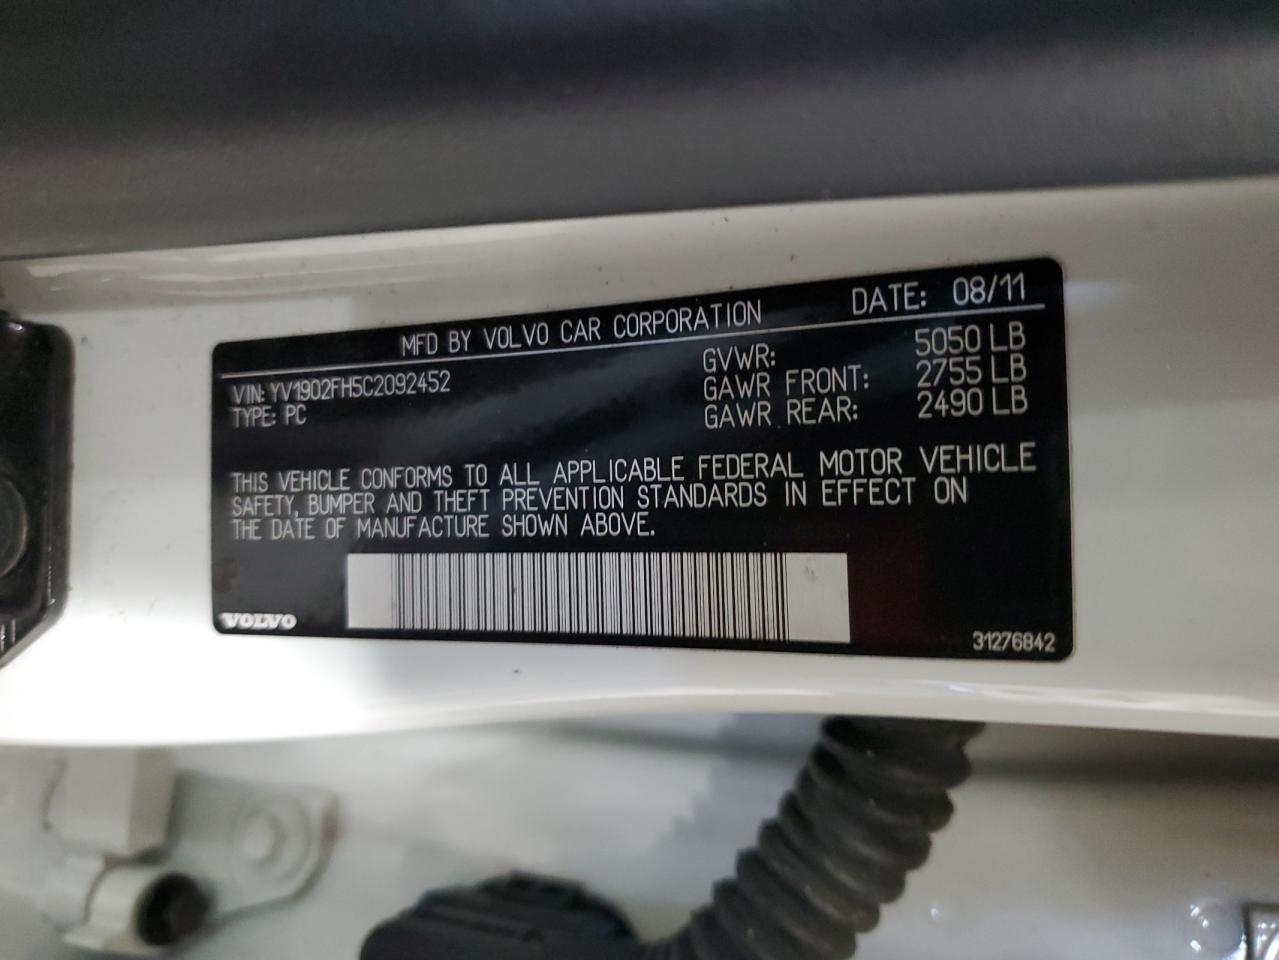 MFD BY VOLVO CAR CORPORATION DATE: 08/11
VIN: YV1902FH5C2092452
TYPE: PC
GVWR: 5050 LB
GAWR FRONT: 2755 LB
GAWR REAR: 2490 LB
THIS VEHICLE CONFORMS TO ALL APPLICABLE FEDERAL MOTOR VEHICLE
SAFETY, BUMPER AND THEFT PREVENTION STANDARDS IN EFFECT ON
THE DATE OF MANUFACTURE SHOWN ABOVE.
VOLVO
31276842